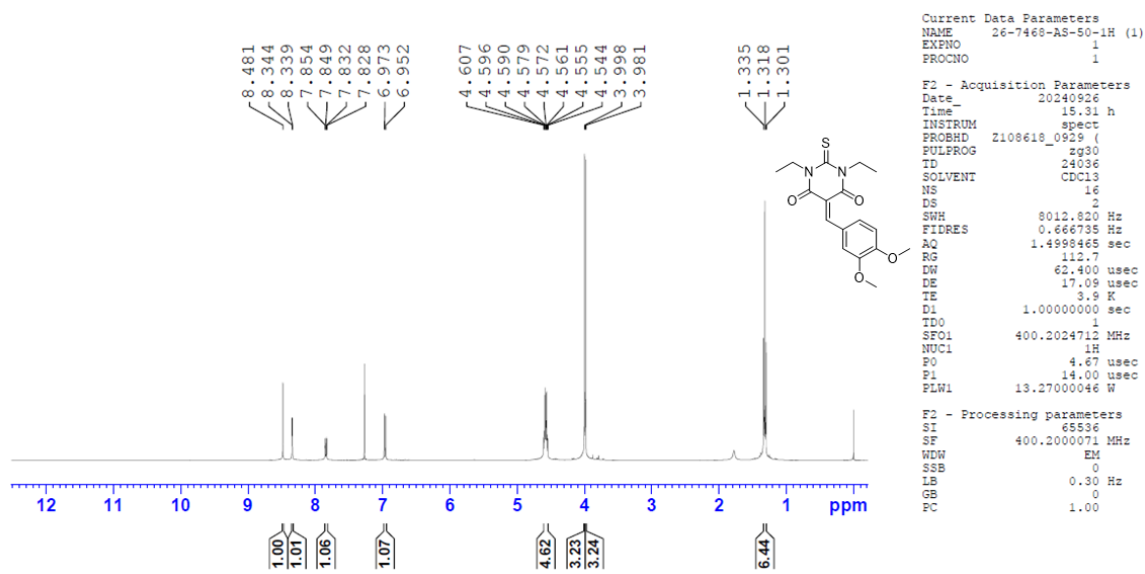 8.481
8.344
8.339
7.854
7.849
7.832
7.828
6.973
6.952
4.607
4.596
4.590
4.579
4.572
4.561
4.555
4.544
3.998
3.981
1.335
1.318
1.301
Current Data Parameters
NAME 26-7468-AS-50-1H (1)
EXPNO 1
PROCNO 1
F2 - Acquisition Parameters
Date_ 20240926
Time 15.31 h
INSTRUM spect
PROBHD Z108618_0929 (
PULPROG zg30
TD 24036
SOLVENT CDCl3
NS 16
DS 2
SWH 8012.820 Hz
FIDRES 0.666735 Hz
AQ 1.4998465 sec
RG 112.7
DW 62.400 usec
DE 17.09 usec
TE 3.9 K
D1 1.00000000 sec
TD0 1
SFO1 400.2024712 MHz
NUC1 1H
P0 4.67 usec
P1 14.00 usec
PLW1 13.27000046 W
F2 - Processing parameters
SI 65536
SF 400.2000071 MHz
WDW EM
SSB 0
LB 0.30 Hz
GB 0
PC 1.00
S
N N
O O
O
O
12 11 10 9 8 7 6 5 4 3 2 1 ppm
1.00
1.01
1.06
1.07
4.62
3.23
3.24
6.44